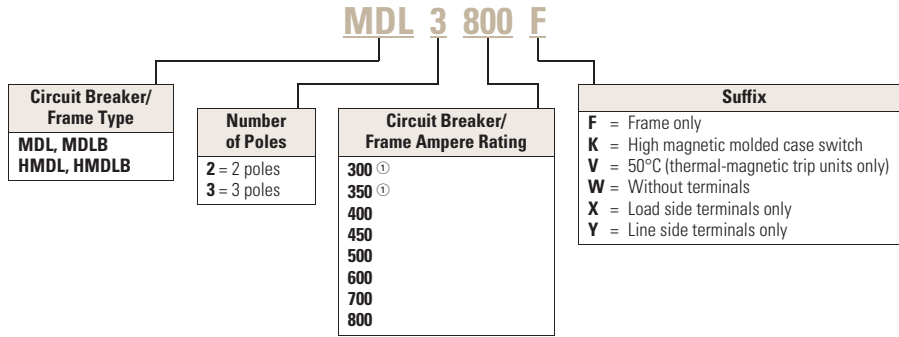 MDL 3 800 F
Circuit Breaker/
Frame Type
MDL, MDLB
HMDL, HMDLB
Number
of Poles
2 = 2 poles
3 = 3 poles
Circuit Breaker/
Frame Ampere Rating
300 ①
350 ①
400
450
500
600
700
800
Suffix
F = Frame only
K = High magnetic molded case switch
V = 50°C (thermal-magnetic trip units only)
W = Without terminals
X = Load side terminals only
Y = Line side terminals only